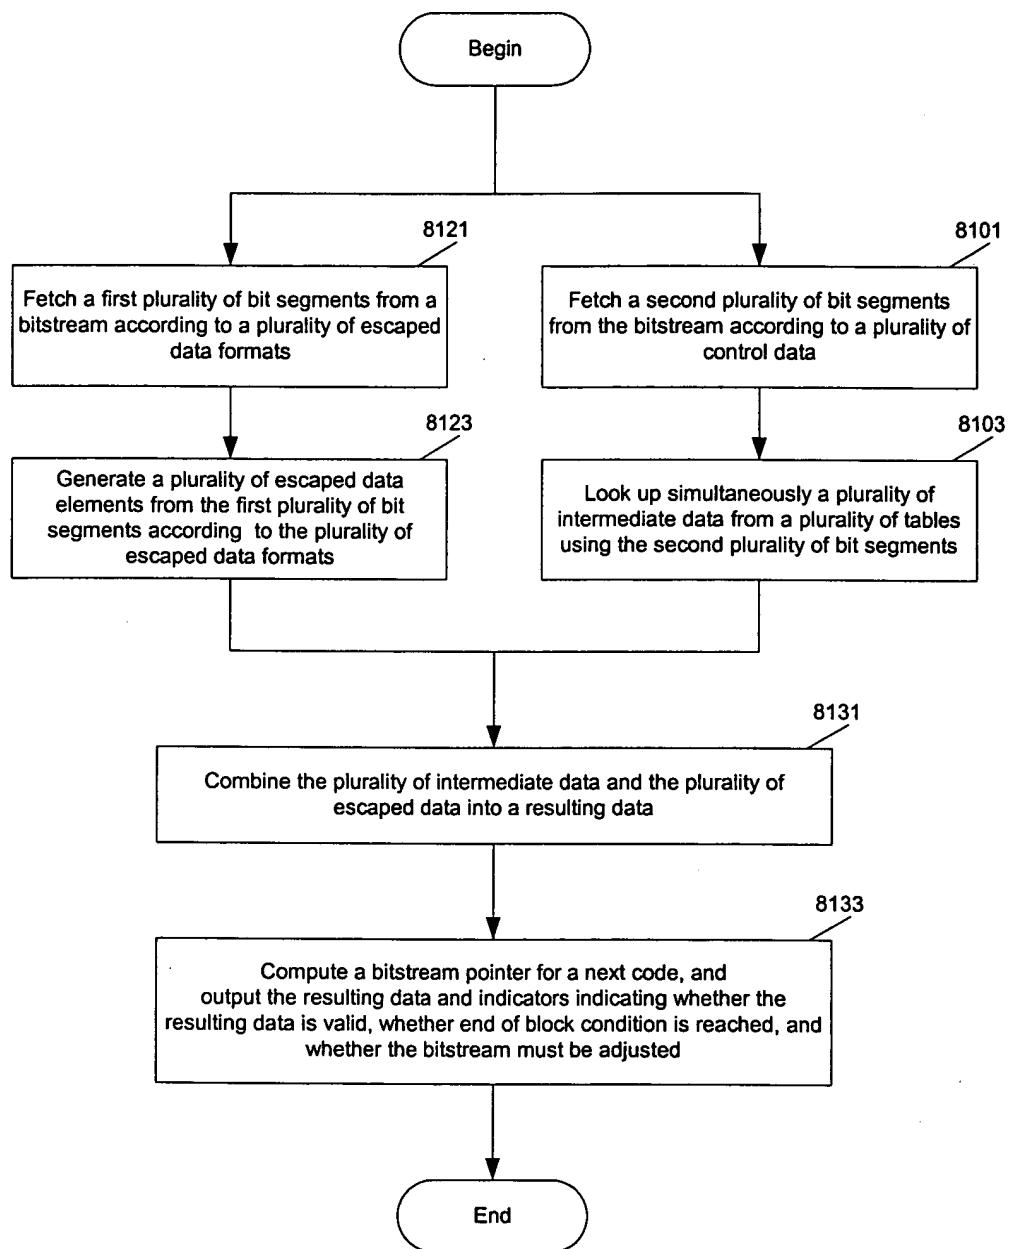 Begin
8121
Fetch a first plurality of bit segments from a
bitstream according to a plurality of escaped
data formats
8101
Fetch a second plurality of bit segments
from the bitstream according to a plurality of
control data
8123
Generate a plurality of escaped data
elements from the first plurality of bit
segments according to the plurality of
escaped data formats
8103
Look up simultaneously a plurality of
intermediate data from a plurality of tables
using the second plurality of bit segments
8131
Combine the plurality of intermediate data and the plurality of
escaped data into a resulting data
8133
Compute a bitstream pointer for a next code, and
output the resulting data and indicators indicating whether the
resulting data is valid, whether end of block condition is reached, and
whether the bitstream must be adjusted
End